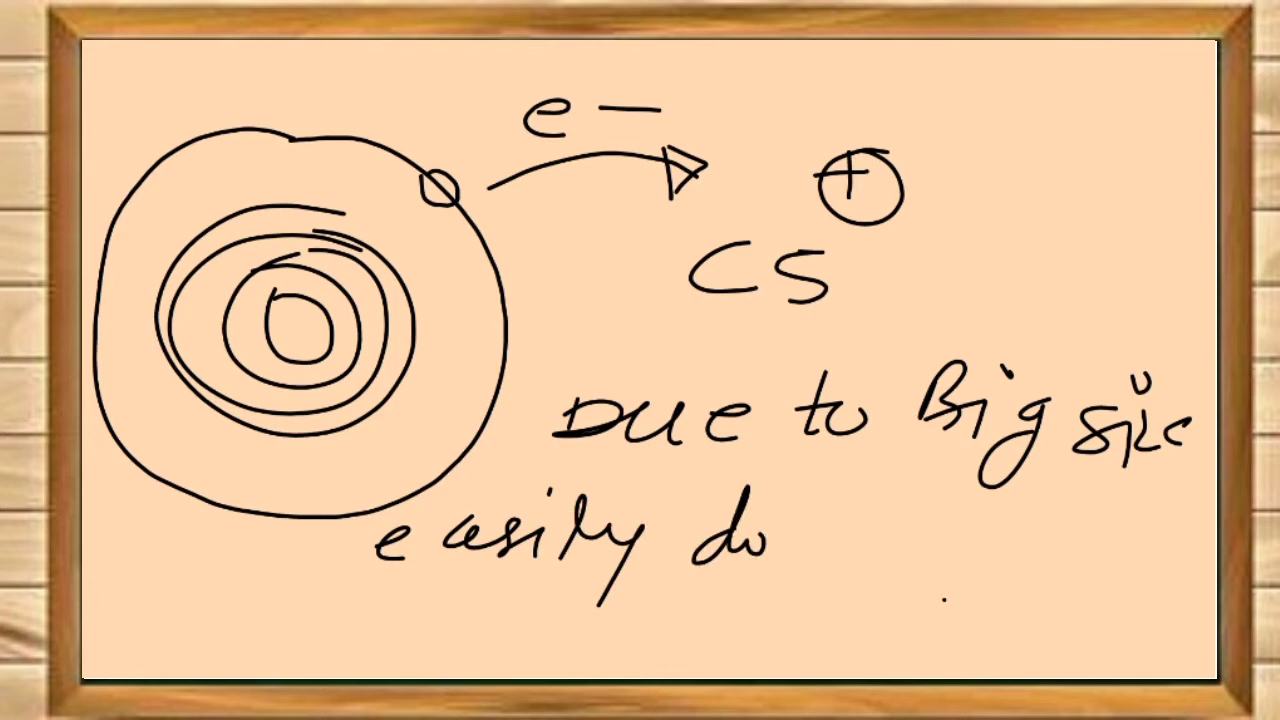 e –
+
Cs
Due to Big size
easily do